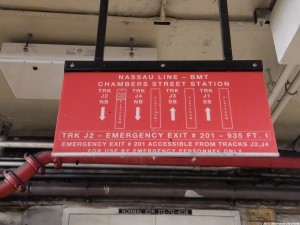 NASSAU LINE - BMT
CHAMBERS STREET STATION
TRK TRK TRK TRK
J2 J4 J3 J1
NB NB SB SB
TRK J2 - EMERGENCY EXIT # 201 - 935 FT. ↑
EMERGENCY EXIT # 201 ACCESSIBLE FROM TRACKS J3,J4
FOR USE BY EMERGENCY PERSONNEL ONLY